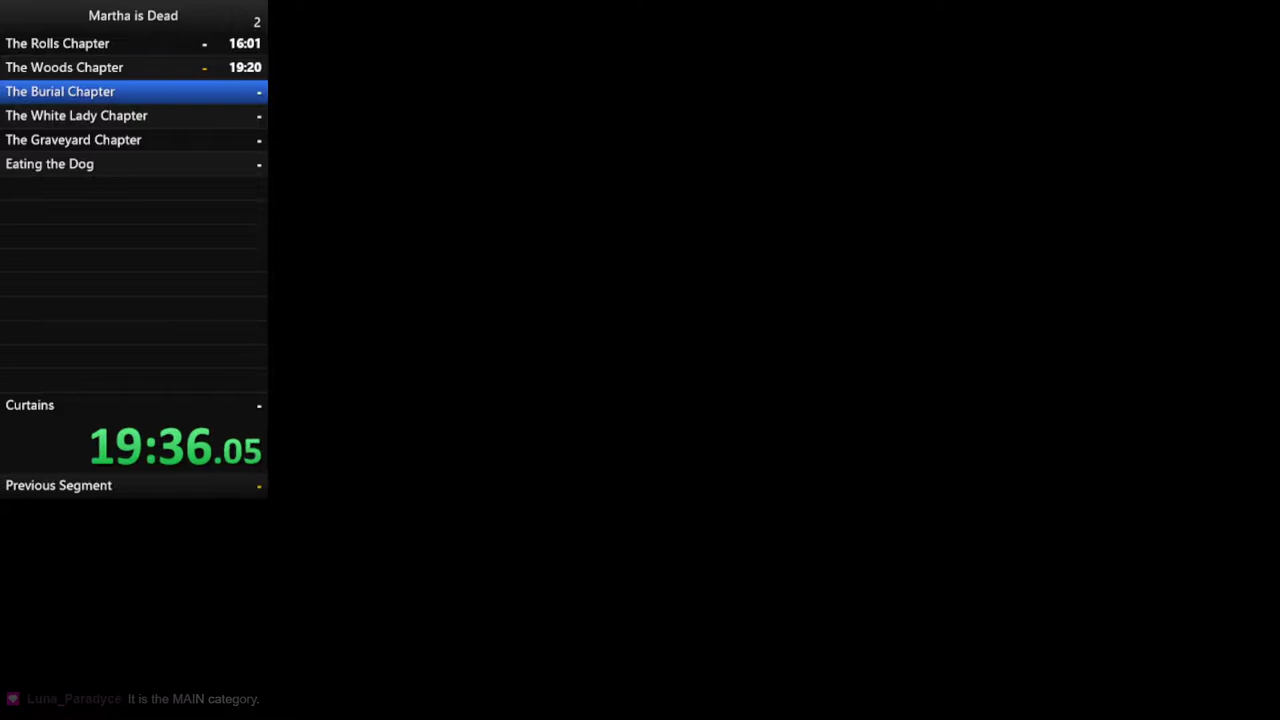 Martha is Dead
2
The Rolls Chapter - 16:01
The Woods Chapter - 19:20
The Burial Chapter -
The White Lady Chapter -
The Graveyard Chapter -
Eating the Dog -
Curtains -
19:36.05
Previous Segment -
Luna_Paradyce It is the MAIN category.